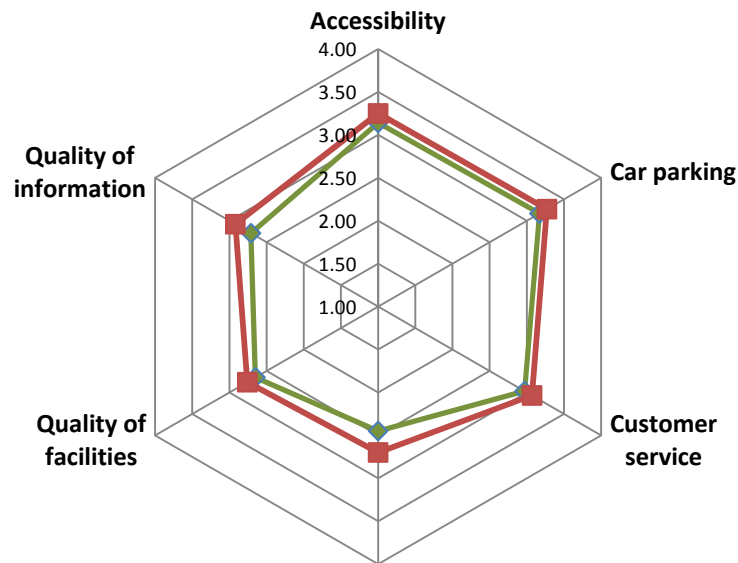 Accessibility
4.00
3.50
3.00
2.50
2.00
1.50
1.00
Quality of
information
Car parking
Quality of
facilities
Customer
service